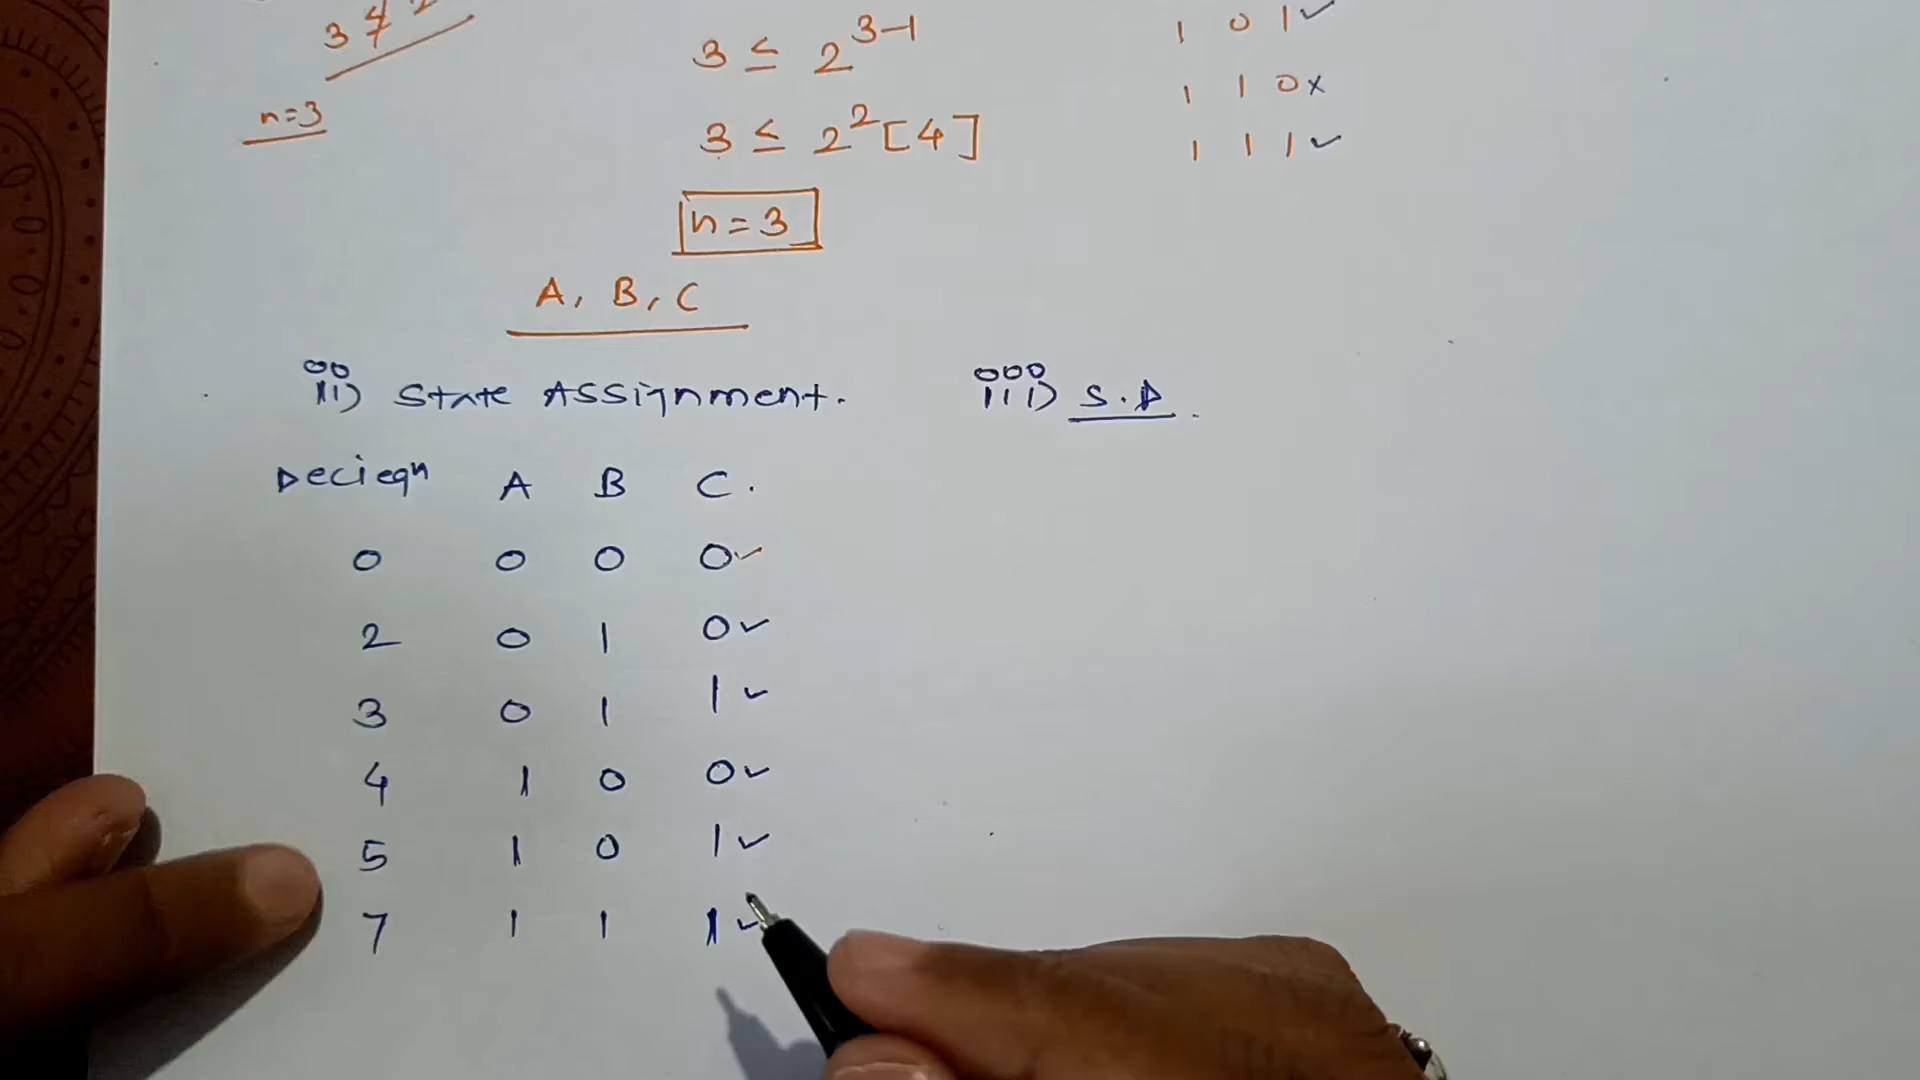 n=3
3 ≤ 2^3-1
3 ≤ 2^2 [4]
n=3
A, B, C
1 0 1 ✓
1 1 0 ×
1 1 1 ✓
ii) State Assignment.
Deciegn A B C.
0 0 0 0 ✓
2 0 1 0 ✓
3 0 1 1 ✓
4 1 0 0 ✓
5 1 0 1 ✓
7 1 1 1 ✓
iii) S.D.